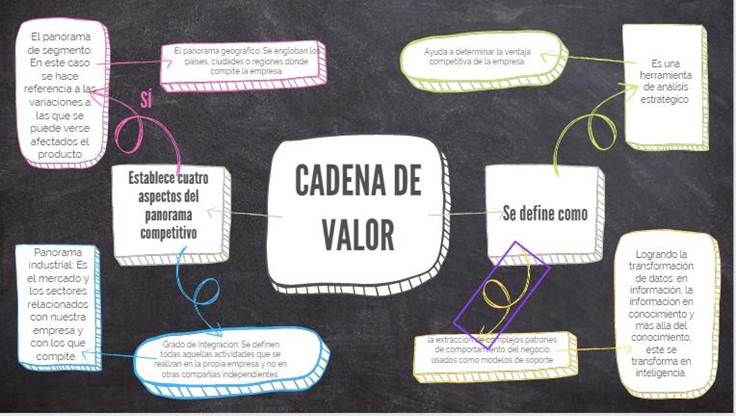 El panorama
de segmento:
En este caso
se hace
referencia a las
variaciones a
las que se
puede verse
afectados el
producto
El panorama geografico: Se engloban los
países, ciudades o regiones donde
compite la empresa.
SÍ
Ayuda a determinar la ventaja
competitiva de la empresa.
Es una
herramienta
de análisis
estratégico
Establece cuatro
aspectos del
panorama
competitivo
CADENA DE
VALOR
Se define como
Panorama
industrial: Es
el mercado y
los sectores
relacionados
con nuestra
empresa y
con los que
compite.
Grado de integracion: Se definen
todas aquellas actividades que se
realizan en la propia empresa y no en
otras compañías independientes.
la extracción de complejos patrones
de comportamiento del negocio
usados como modelos de soporte
Logrando la
transformación
de datos: en
información, la
información en
conocimiento y
más allá del
conocimiento,
éste se
transforma en
inteligencia.